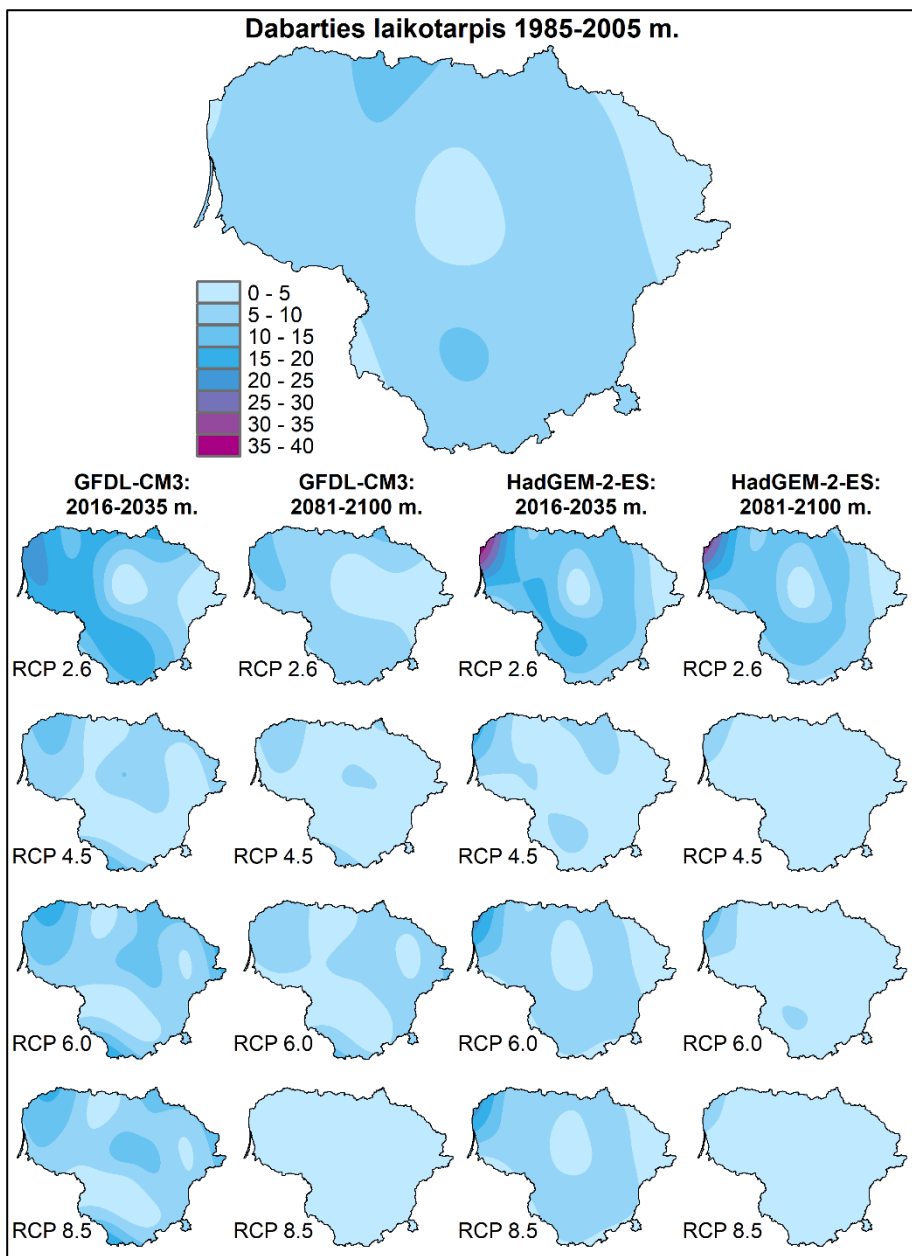 Dabarties laikotarpis 1985-2005 m.
0 - 5
5 - 10
10 - 15
15 - 20
20 - 25
25 - 30
30 - 35
35 - 40
GFDL-CM3:
2016-2035 m.
GFDL-CM3:
2081-2100 m.
HadGEM-2-ES:
2016-2035 m.
HadGEM-2-ES:
2081-2100 m.
RCP 2.6
RCP 2.6
RCP 2.6
RCP 2.6
RCP 4.5
RCP 4.5
RCP 4.5
RCP 4.5
RCP 6.0
RCP 6.0
RCP 6.0
RCP 6.0
RCP 8.5
RCP 8.5
RCP 8.5
RCP 8.5